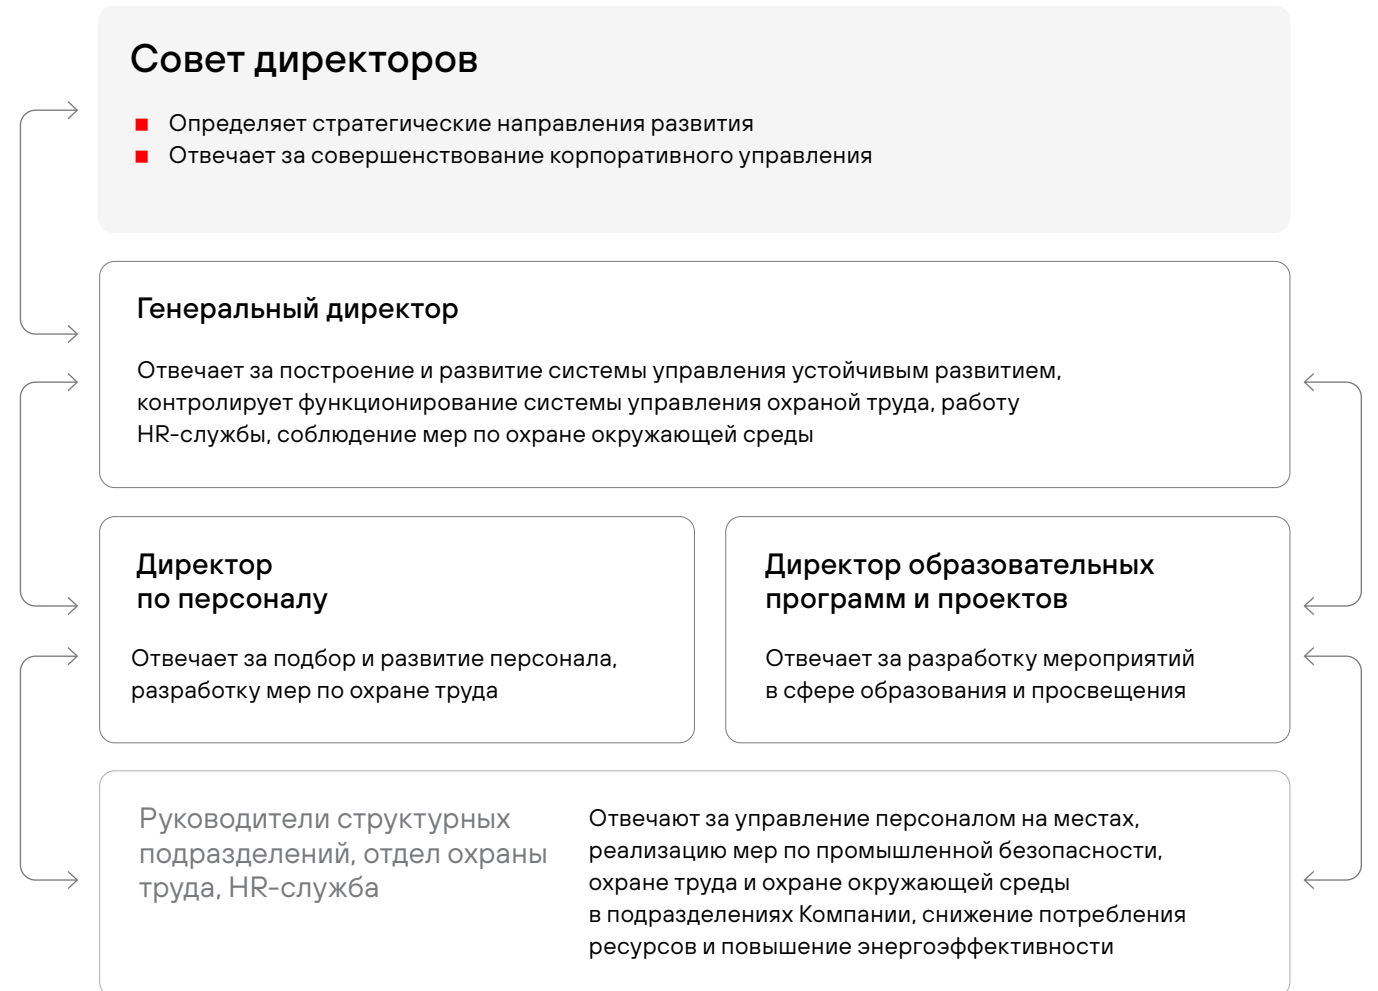 Совет директоров
Определяет стратегические направления развития
Отвечает за совершенствование корпоративного управления
Генеральный директор
Отвечает за построение и развитие системы управления устойчивым развитием,
контролирует функционирование системы управления охраной труда, работу
HR-службы, соблюдение мер по охране окружающей среды
Директор
по персоналу
Отвечает за подбор и развитие персонала,
разработку мер по охране труда
Директор образовательных
программ и проектов
Отвечает за разработку мероприятий
в сфере образования и просвещения
Руководители структурных
подразделений, отдел охраны
труда, HR-служба
Отвечают за управление персоналом на местах,
реализацию мер по промышленной безопасности,
охране труда и охране окружающей среды
в подразделениях Компании, снижение потребления
ресурсов и повышение энергоэффективности